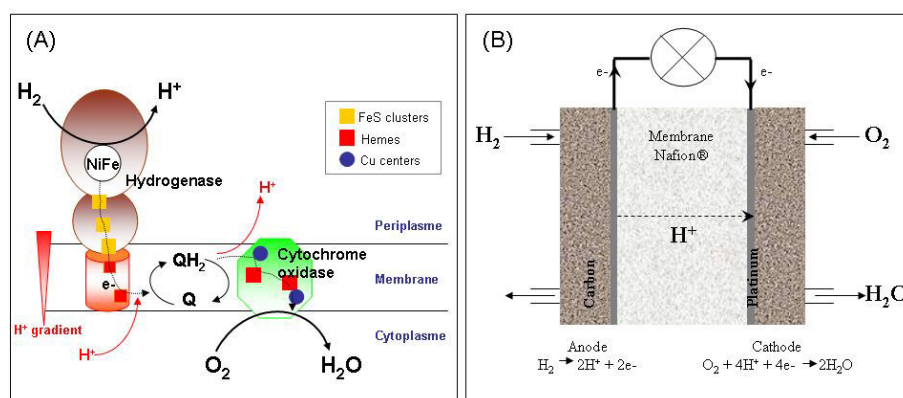 (A)
H₂
H⁺
NiFe
Hydrogenase
FeS clusters
Hemes
Cu centers
H⁺
Periplasme
Cytochrome
oxidase
QH₂
Membrane
e-
Q
H⁺ gradient
H⁺
Cytoplasme
O₂
H₂O
(B)
e-
e-
H₂
Membrane
Nafion®
O₂
H⁺
Carbon
Platinum
H₂O
Anode
Cathode
H₂ → 2H⁺ + 2e-
O₂ + 4H⁺ + 4e- → 2H₂O